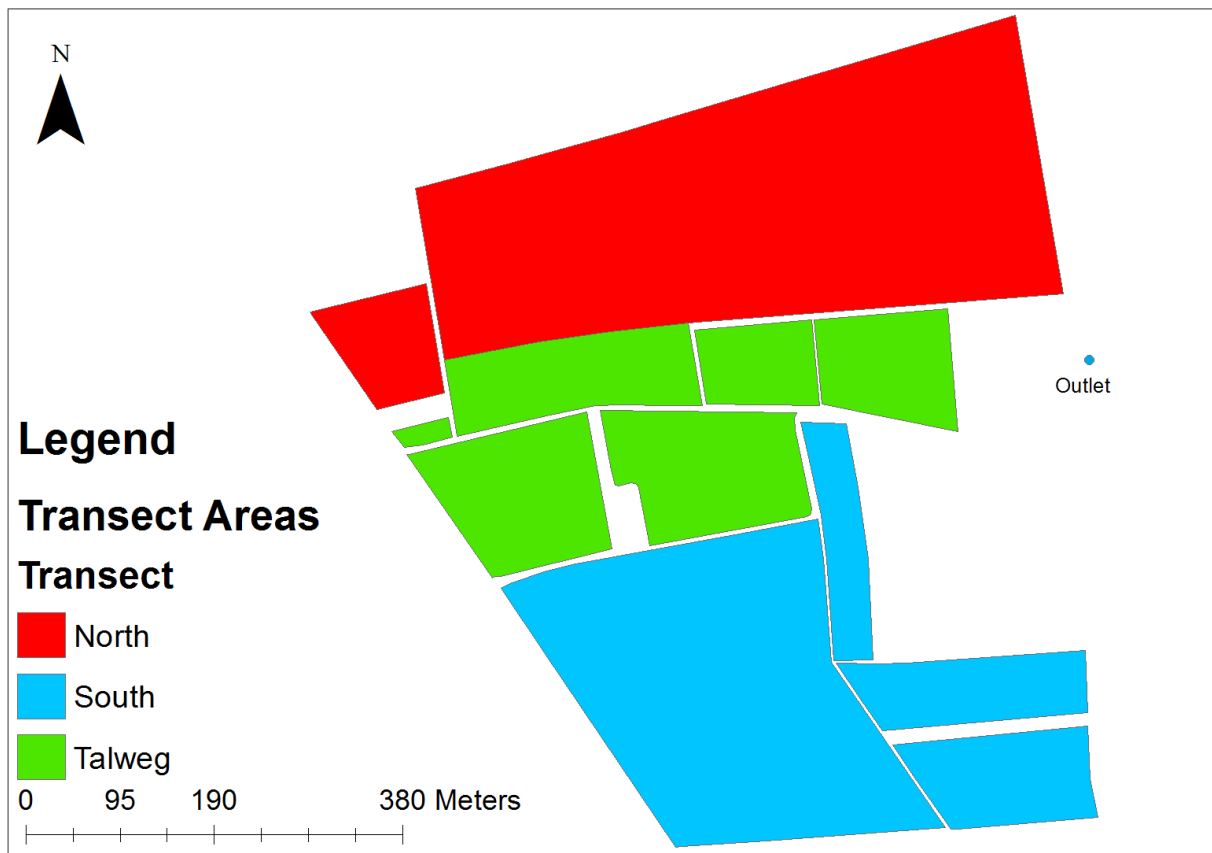 N
Outlet
Legend
Transect Areas
Transect
North
South
Talweg
0 95 190 380 Meters